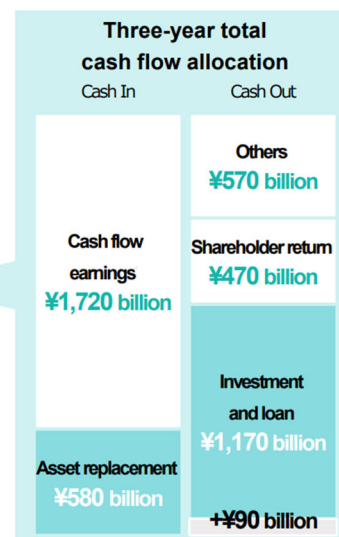 Three-year total
cash flow allocation
Cash In
Cash Out
Cash flow
earnings
¥1,720 billion
Asset replacement
¥580 billion
Others
¥570 billion
Shareholder return
¥470 billion
Investment
and loan
¥1,170 billion
+¥90 billion